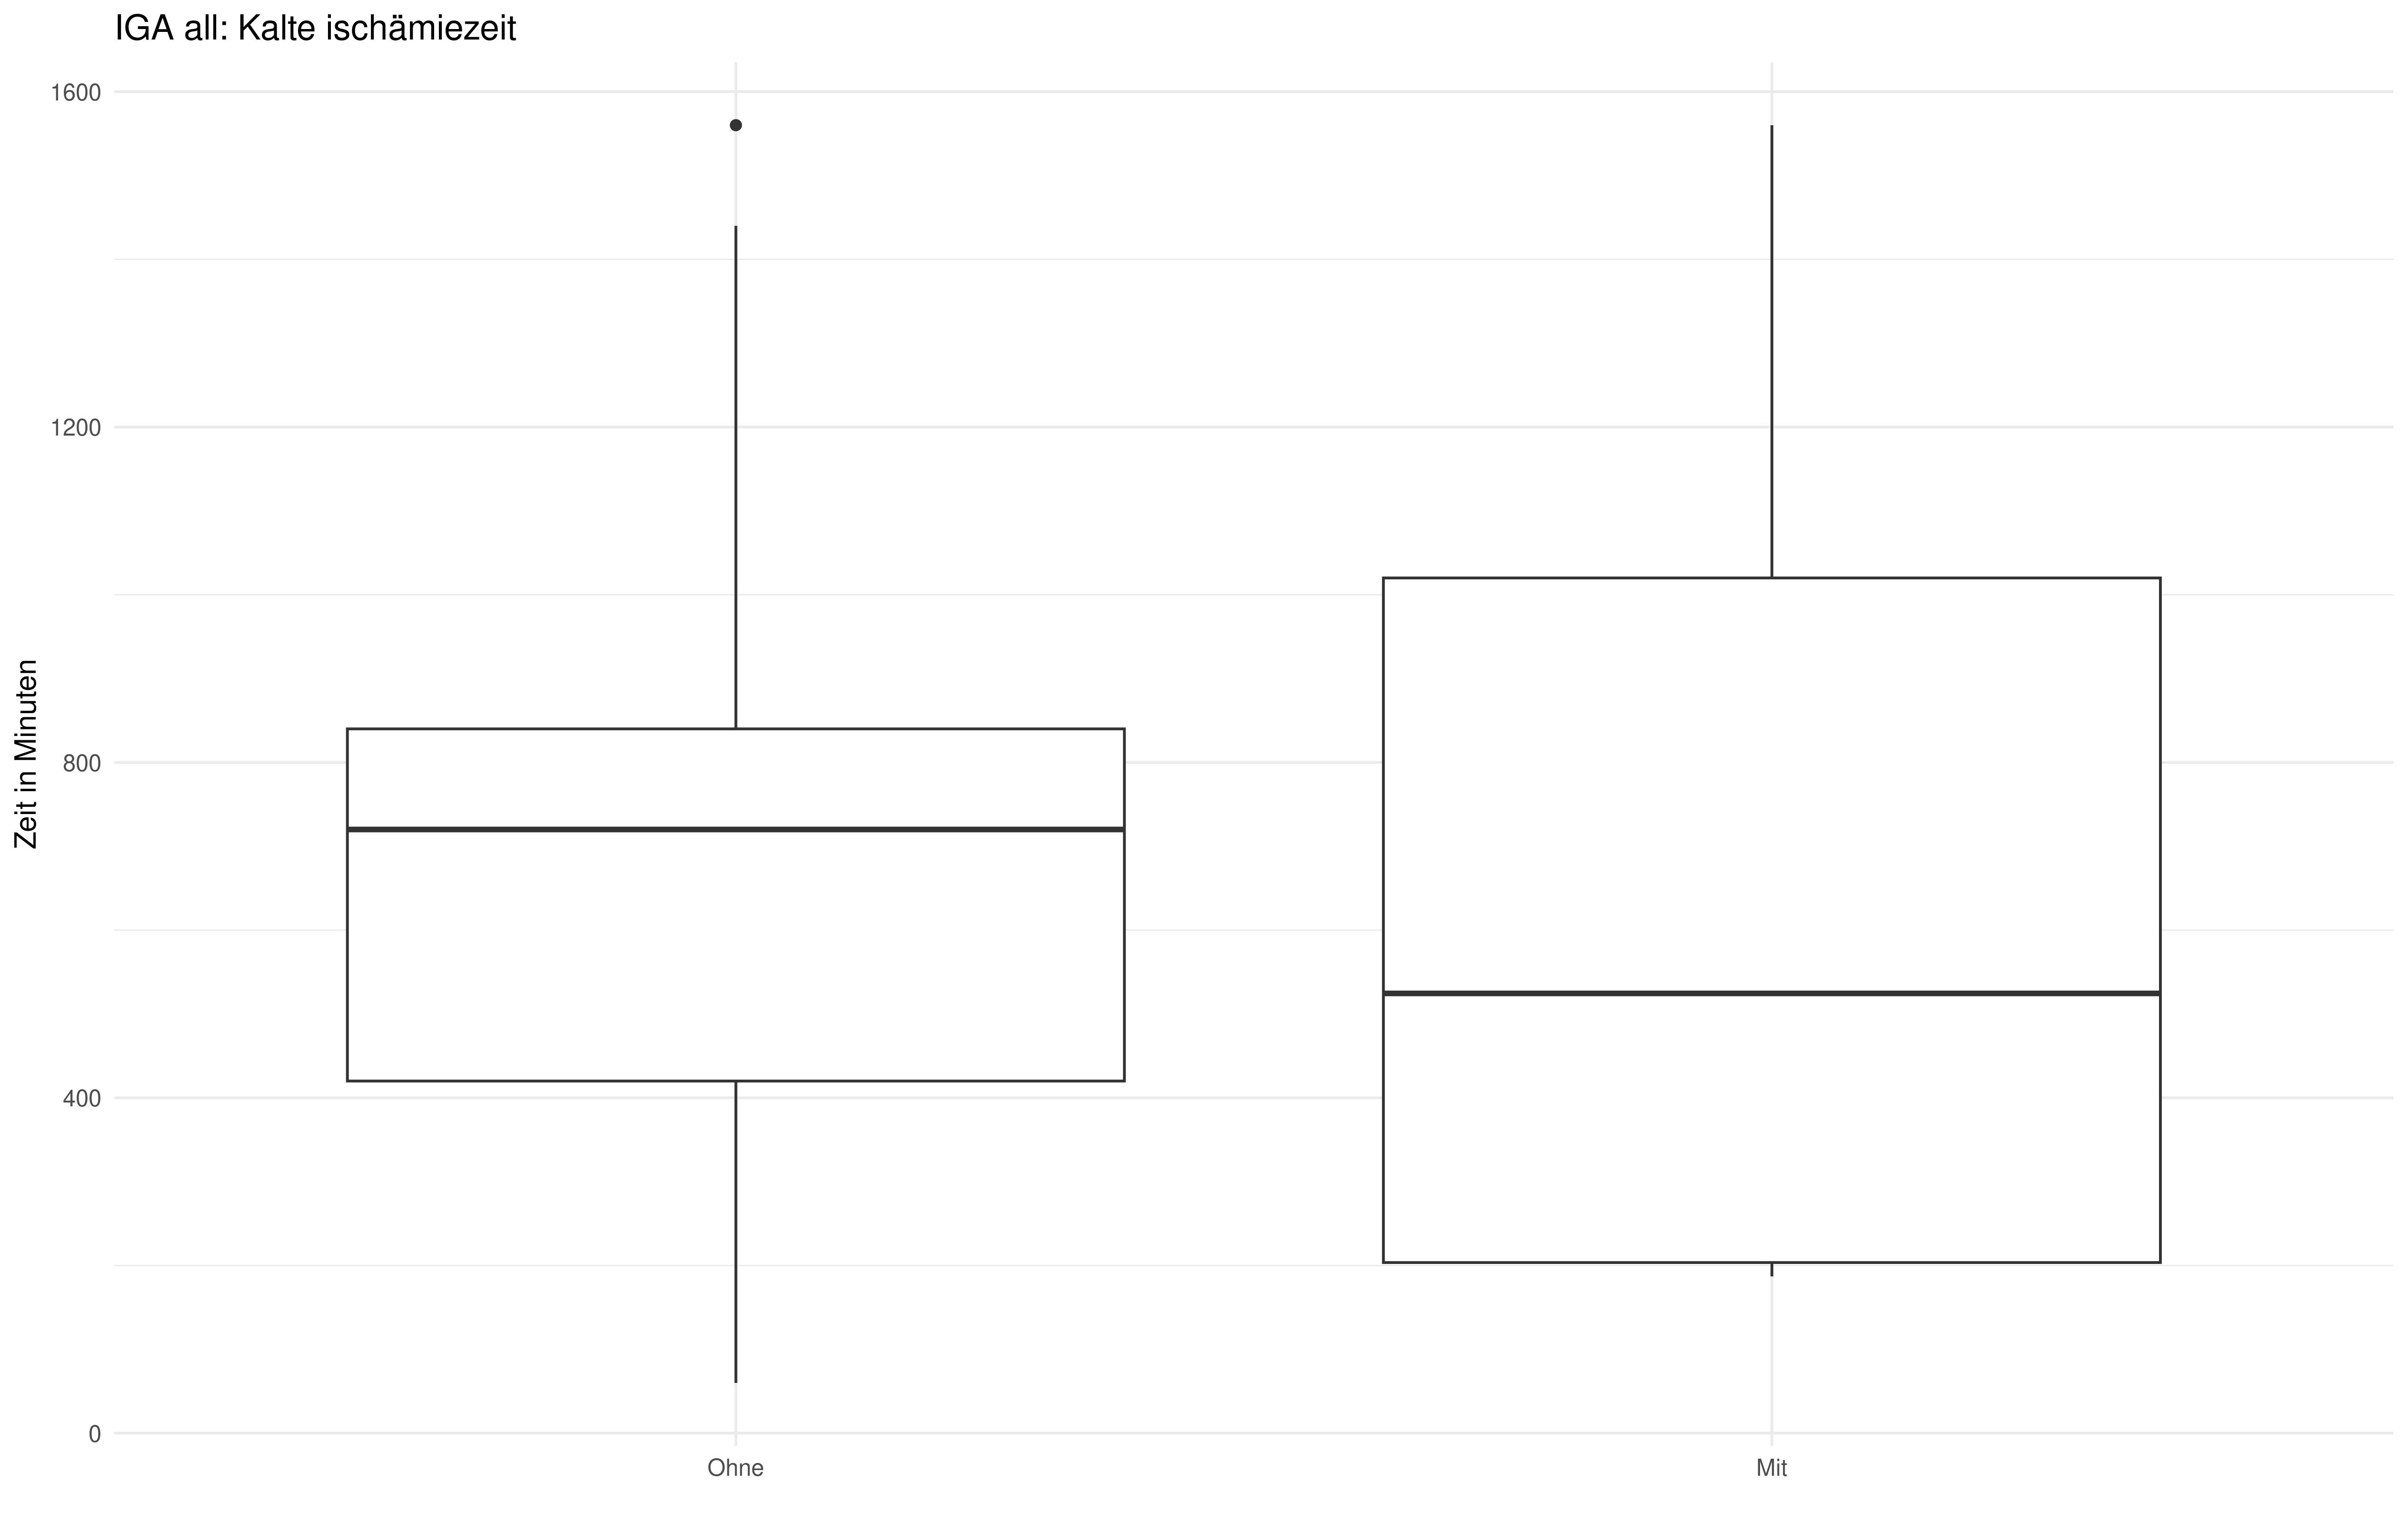 IGA all: Kalte ischämiezeit
1600
1200
800
400
0
Zeit in Minuten
Ohne
Mit